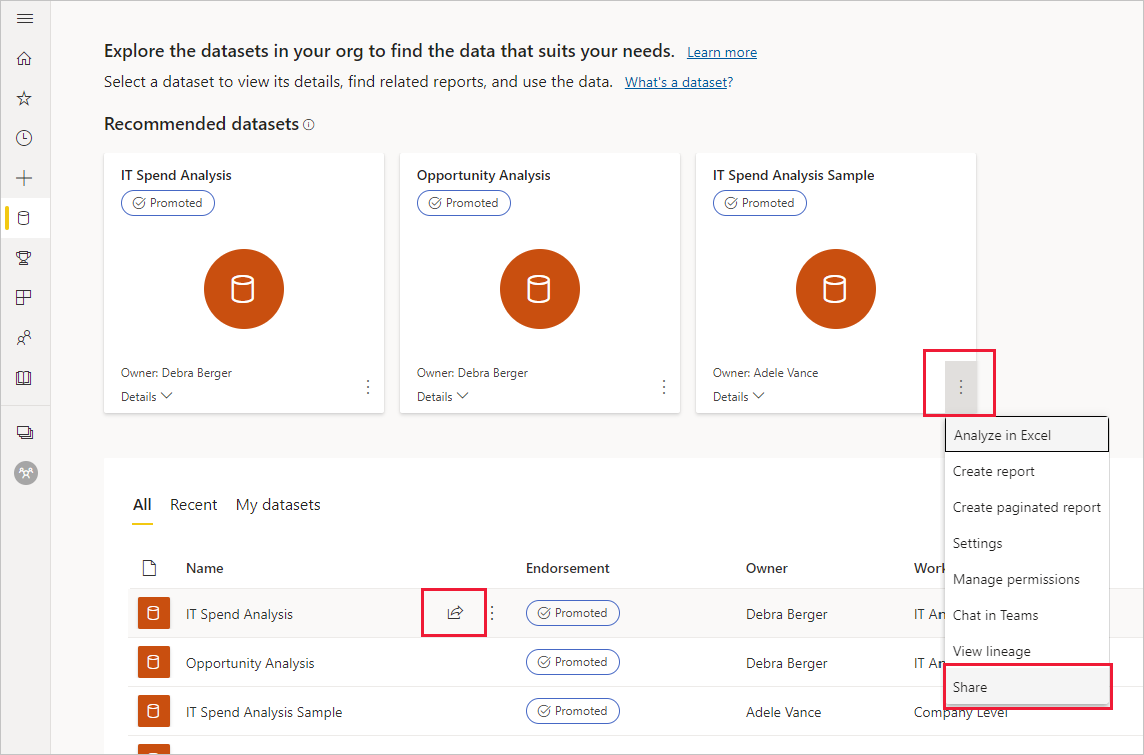 Explore the datasets in your org to find the data that suits your needs. Learn more
Select a dataset to view its details, find related reports, and use the data. What's a dataset?
Recommended datasets
IT Spend Analysis
Promoted
Owner: Debra Berger
Details
Opportunity Analysis
Promoted
Owner: Debra Berger
Details
IT Spend Analysis Sample
Promoted
Owner: Adele Vance
Details
Analyze in Excel
Create report
Create paginated report
Settings
Manage permissions
Chat in Teams
View lineage
Share
All Recent My datasets
Name Endorsement Owner Work
IT Spend Analysis Promoted Debra Berger IT An
Opportunity Analysis Promoted Debra Berger IT An
IT Spend Analysis Sample Promoted Adele Vance Company Level